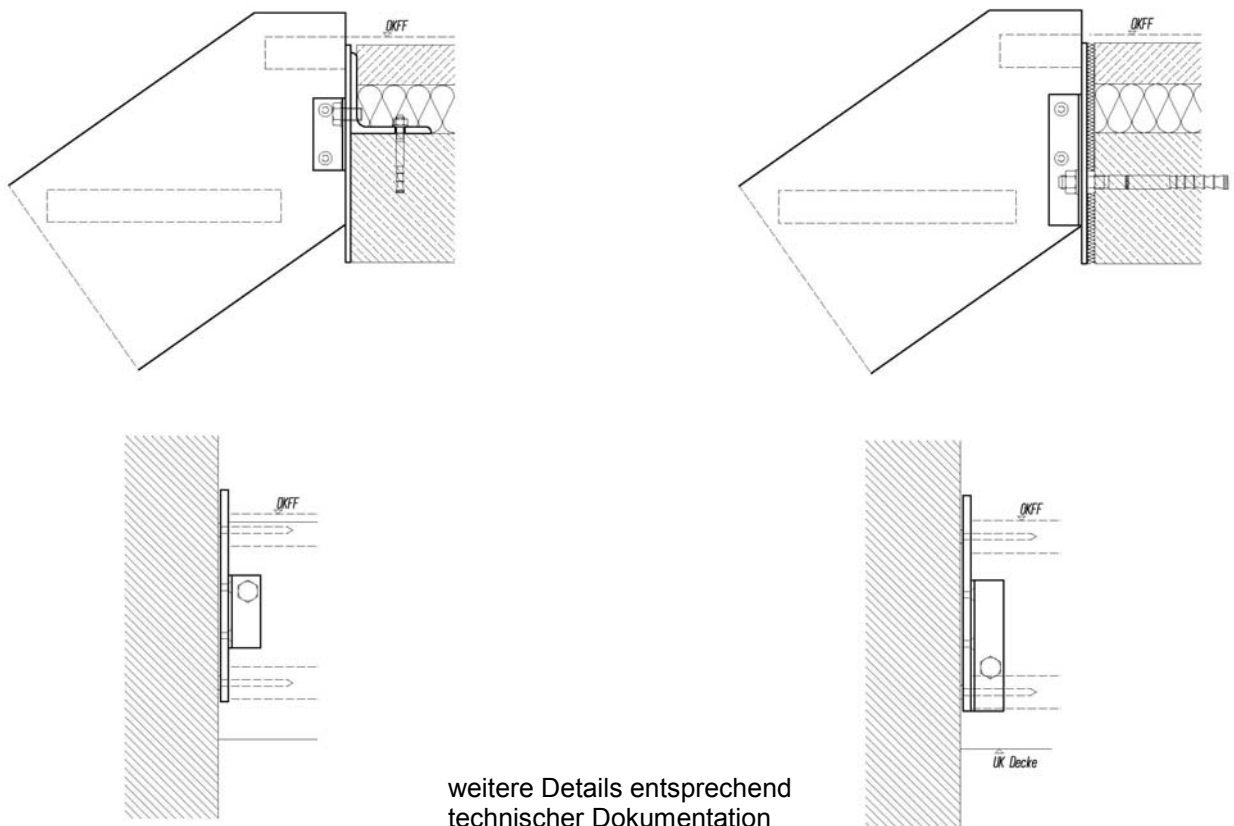 OKFF
OKFF
OKFF
OKFF
UK Decke
weitere Details entsprechend
technischer Dokumentation